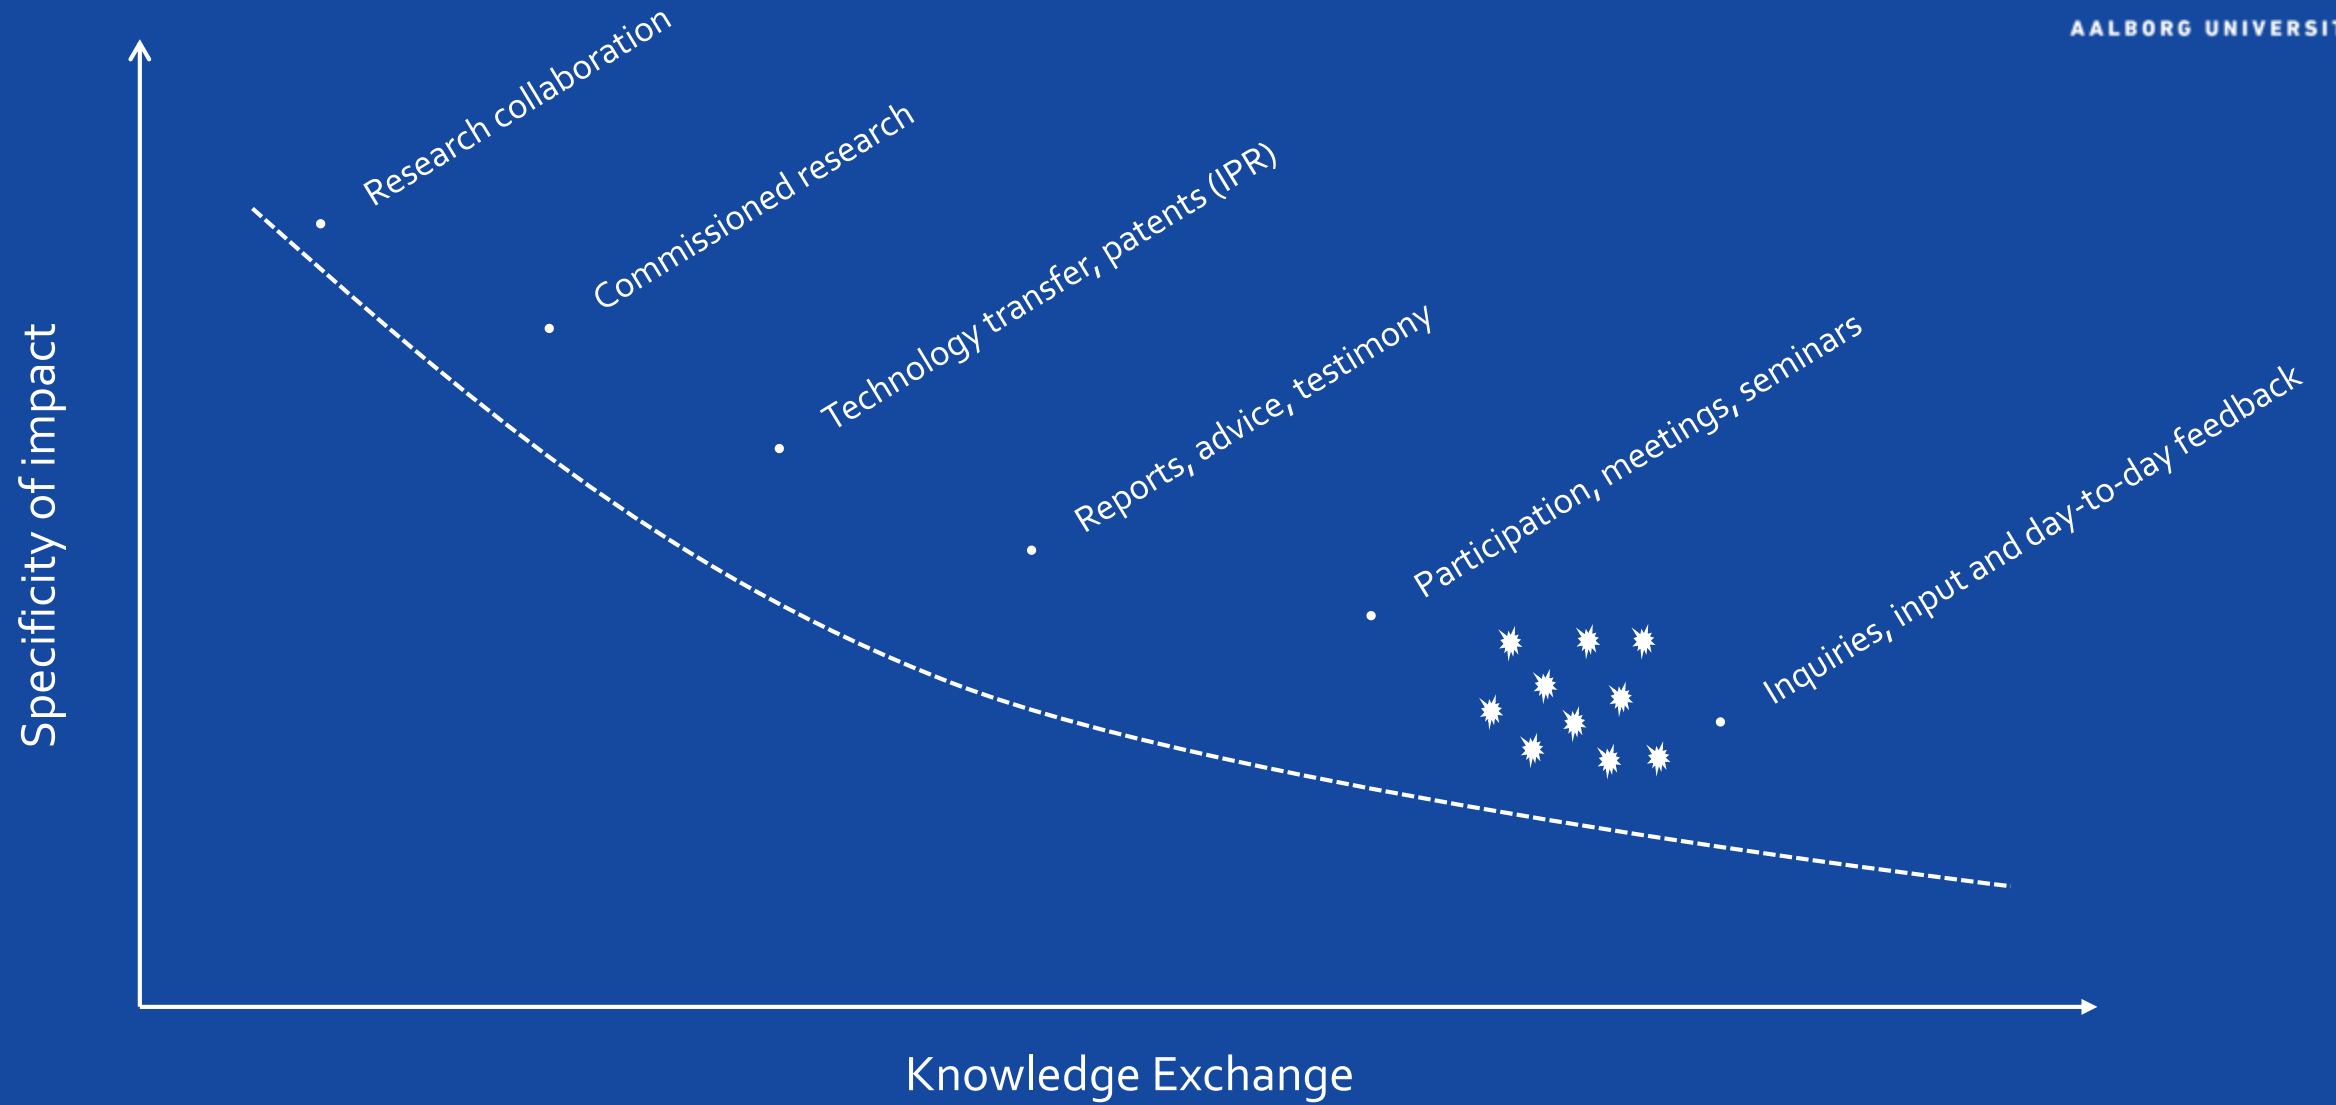 AALBORG UNIVERSIT
Research collaboration
Commissioned research
Technology transfer, patents (IPR)
Reports, advice, testimony
Participation, meetings, seminars
Inquiries, input and day-to-day feedback
Specificity of impact
Knowledge Exchange